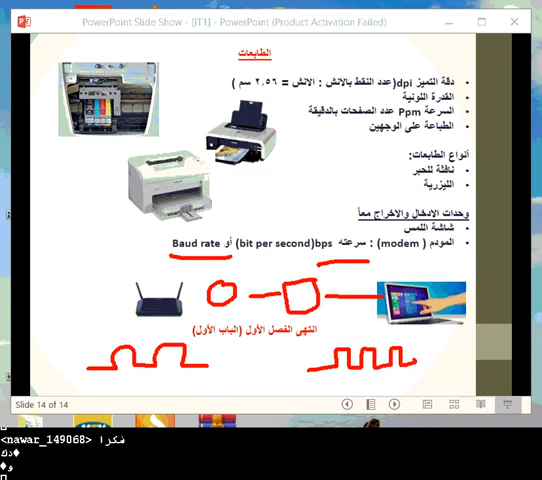 PowerPoint Slide Show - [IT1] - PowerPoint (Product Activation Failed)
الطابعات
دقة التميز dpi(عدد النقط بالانش : الانش = ٢,٥٦ سم )
القدرة اللونية
السرعة Ppm عدد الصفحات بالدقيقة
الطباعة على الوجهين
أنواع الطابعات:
نافثة للحبر
الليزرية
وحدات الادخال والاخراج معاً
شاشة اللمس
المودم ( modem) : سرعته bps(bit per second) أو Baud rate
انتهى الفصل الأول (الباب الأول)
Slide 14 of 14
<nawar_149068> شكرا
دك
و